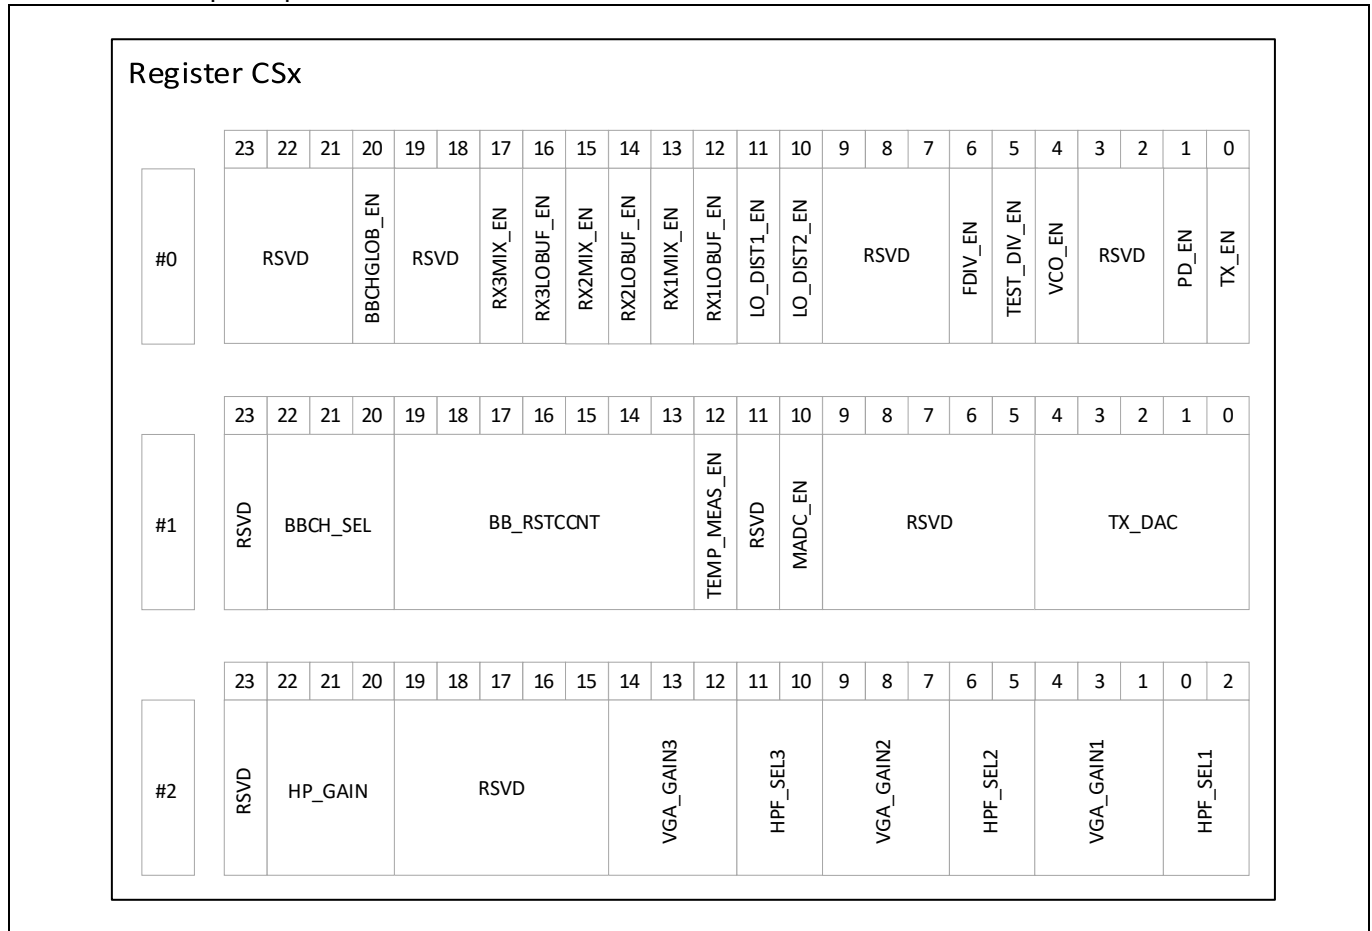 Register CSx
23 22 21 20 19 18 17 16 15 14 13 12 11 10 9 8 7 6 5 4 3 2 1 0
#0 RSVD BBCHGLOB_EN RSVD RX3MIX_EN RX3LOBUF_EN RX2MIX_EN RX2LOBUF_EN RX1MIX_EN RX1LOBUF_EN LO_DIST1_EN LO_DIST2_EN RSVD FDIV_EN TEST_DIV_EN VCO_EN RSVD PD_EN TX_EN
23 22 21 20 19 18 17 16 15 14 13 12 11 10 9 8 7 6 5 4 3 2 1 0
#1 RSVD BBCH_SEL BB_RSTCCNT TEMP_MEAS_EN RSVD MADC_EN RSVD TX_DAC
23 22 21 20 19 18 17 16 15 14 13 12 11 10 9 8 7 6 5 4 3 1 0 2
#2 RSVD HP_GAIN RSVD VGA_GAIN3 HPF_SEL3 VGA_GAIN2 HPF_SEL2 VGA_GAIN1 HPF_SEL1